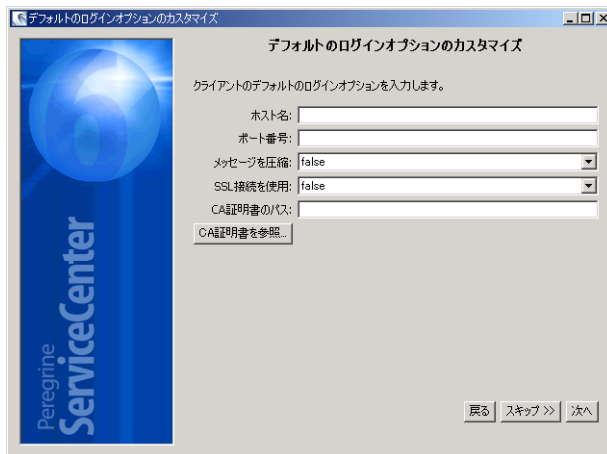 デフォルトのログインオプションのカスタマイズ
デフォルトのログインオプションのカスタマイズ
クライアントのデフォルトのログインオプションを入力します。
ホスト名:
ポート番号:
メッセージを圧縮: false
SSL接続を使用: false
CA証明書のパス:
CA証明書を参照...
6
Peregrine
ServiceCenter
戻る スキップ >> 次へ